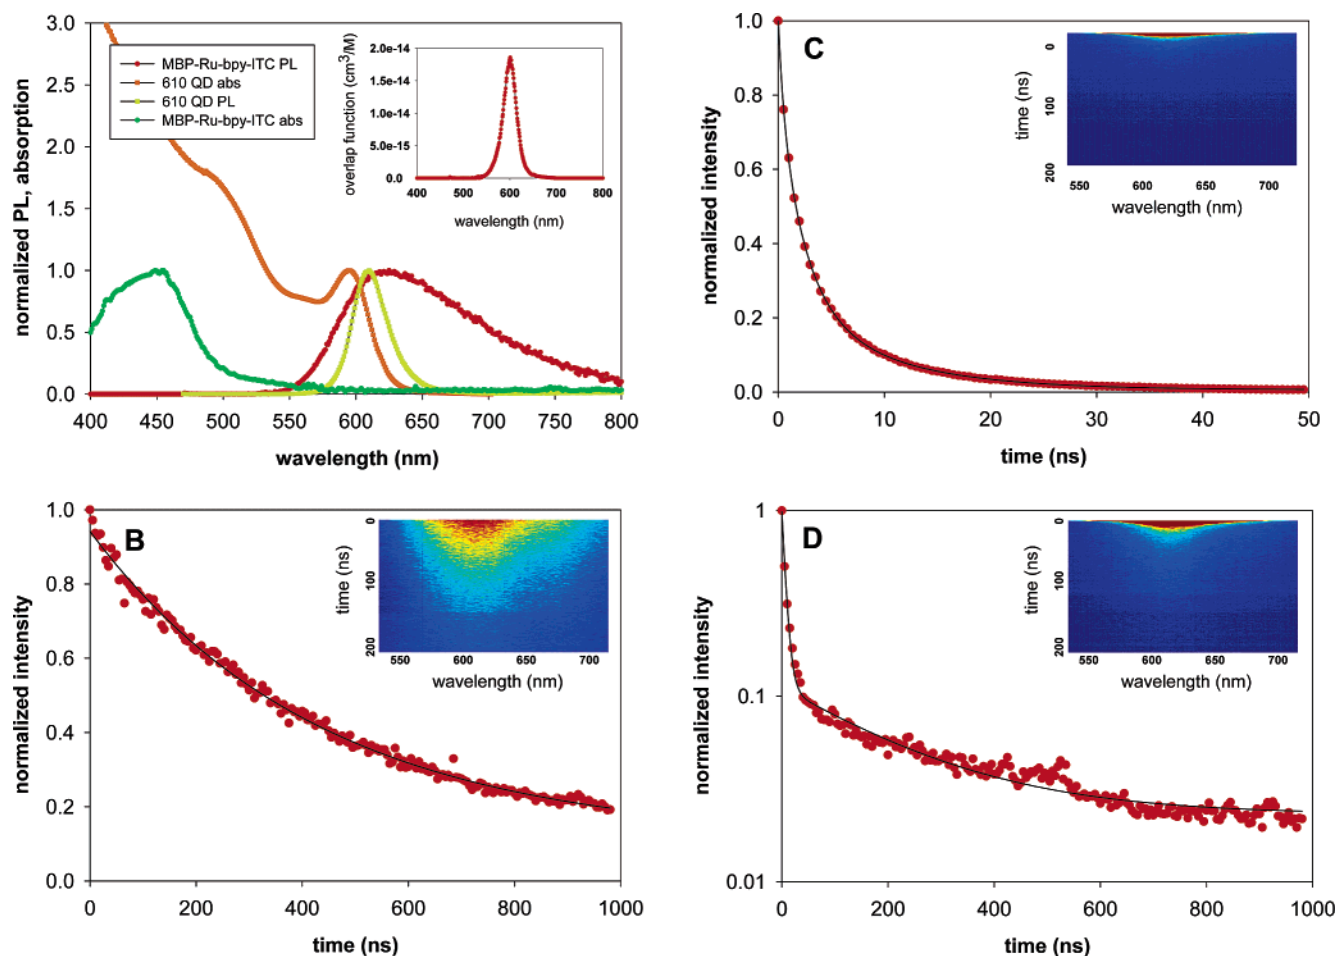 3.0
2.5
2.0
1.5
1.0
0.5
0.0
400 450 500 550 600 650 700 750 800
normalized PL, absorption
wavelength (nm)
MBP-Ru-bpy-ITC PL
610 QD abs
610 QD PL
MBP-Ru-bpy-ITC abs
overlap function (cm³/M)
2.0e-14
1.5e-14
1.0e-14
5.0e-15
0.0
400 500 600 700 800
wavelength (nm)
C
1.0
0.8
0.6
0.4
0.2
0.0
0 10 20 30 40 50
normalized intensity
time (ns)
time (ns)
0
100
200
550 600 650 700
wavelength (nm)
B
1.0
0.8
0.6
0.4
0.2
0.0
0 200 400 600 800 1000
normalized intensity
time (ns)
time (ns)
0
100
200
550 600 650 700
wavelength (nm)
D
1
0.1
0.01
0 200 400 600 800 1000
normalized intensity
time (ns)
time (ns)
0
100
200
550 600 650 700
wavelength (nm)